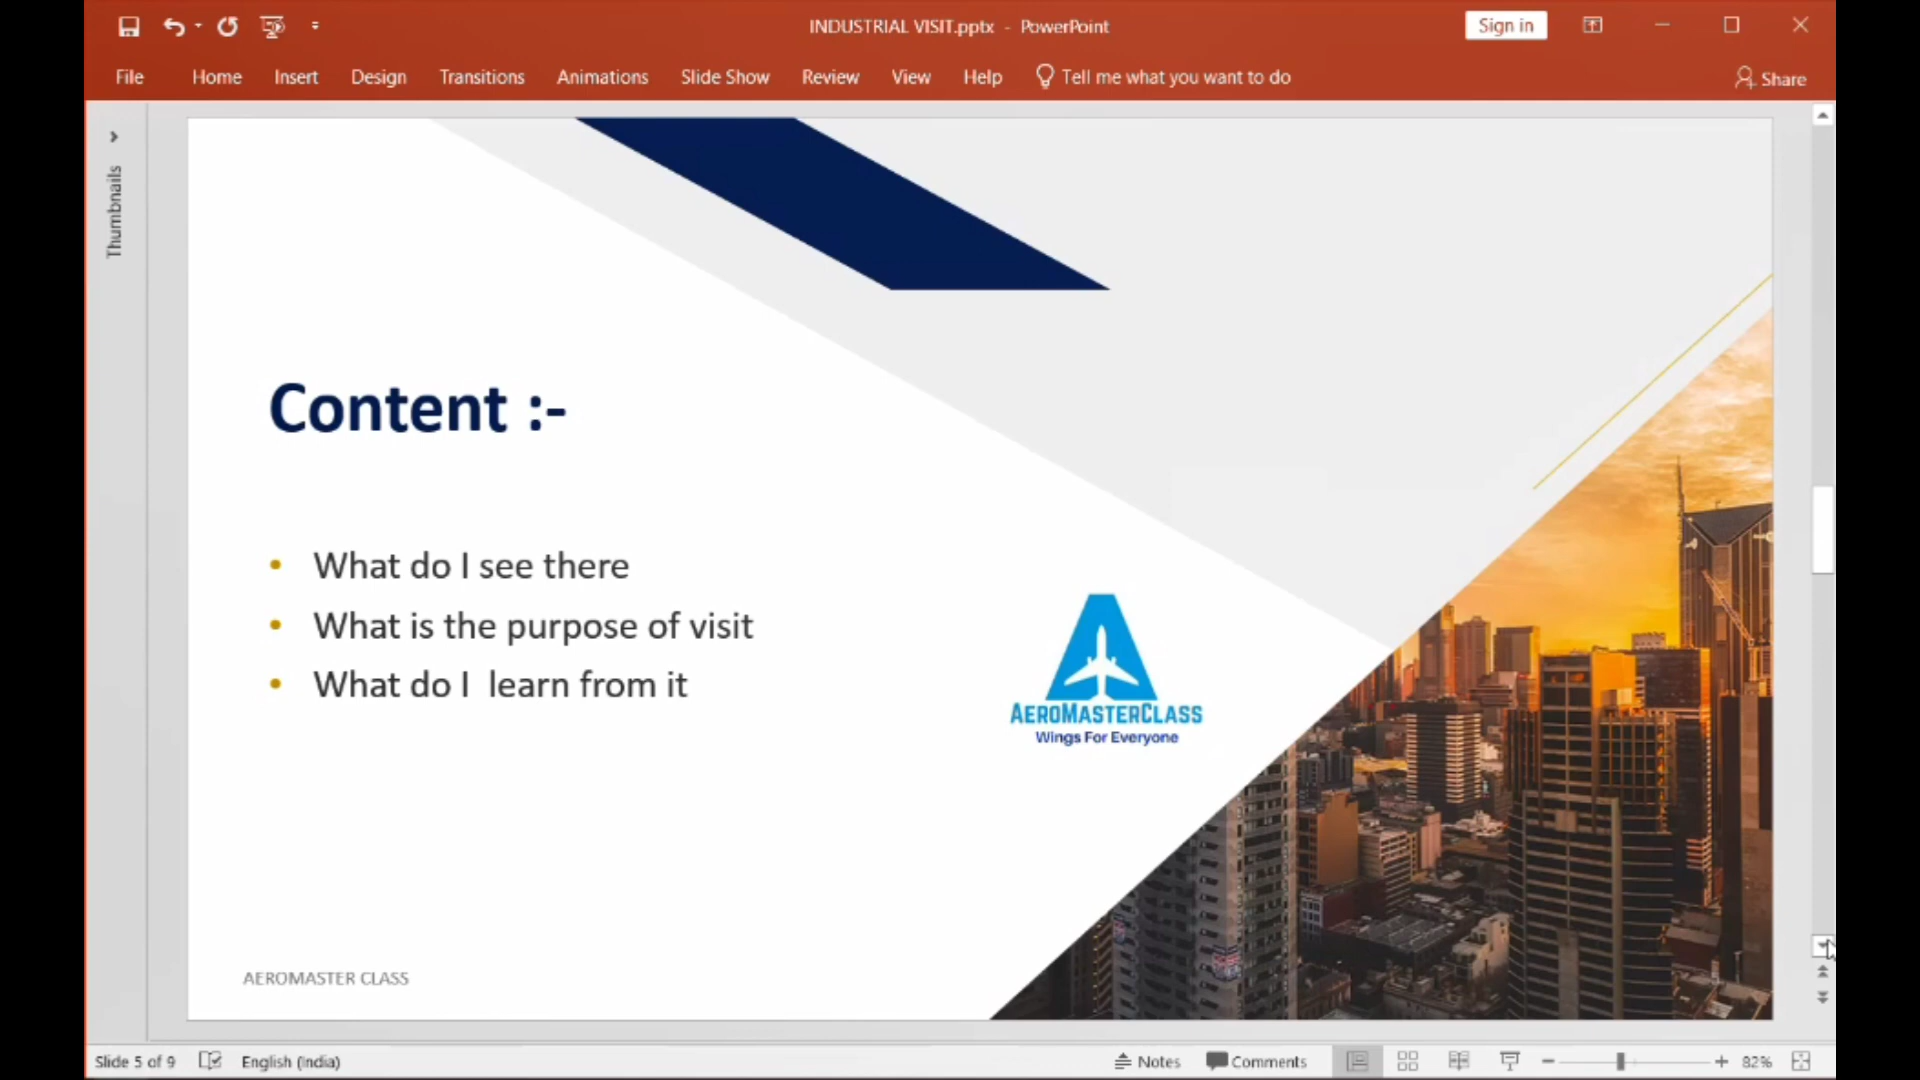 INDUSTRIAL VISIT.pptx - PowerPoint
Sign in
File Home Insert Design Transitions Animations Slide Show Review View Help Tell me what you want to do
Share
Thumbnails
Content :-
• What do I see there
• What is the purpose of visit
• What do I learn from it
AEROMASTERCLASS
Wings For Everyone
AEROMASTER CLASS
Slide 5 of 9 English (India) Notes Comments 82%